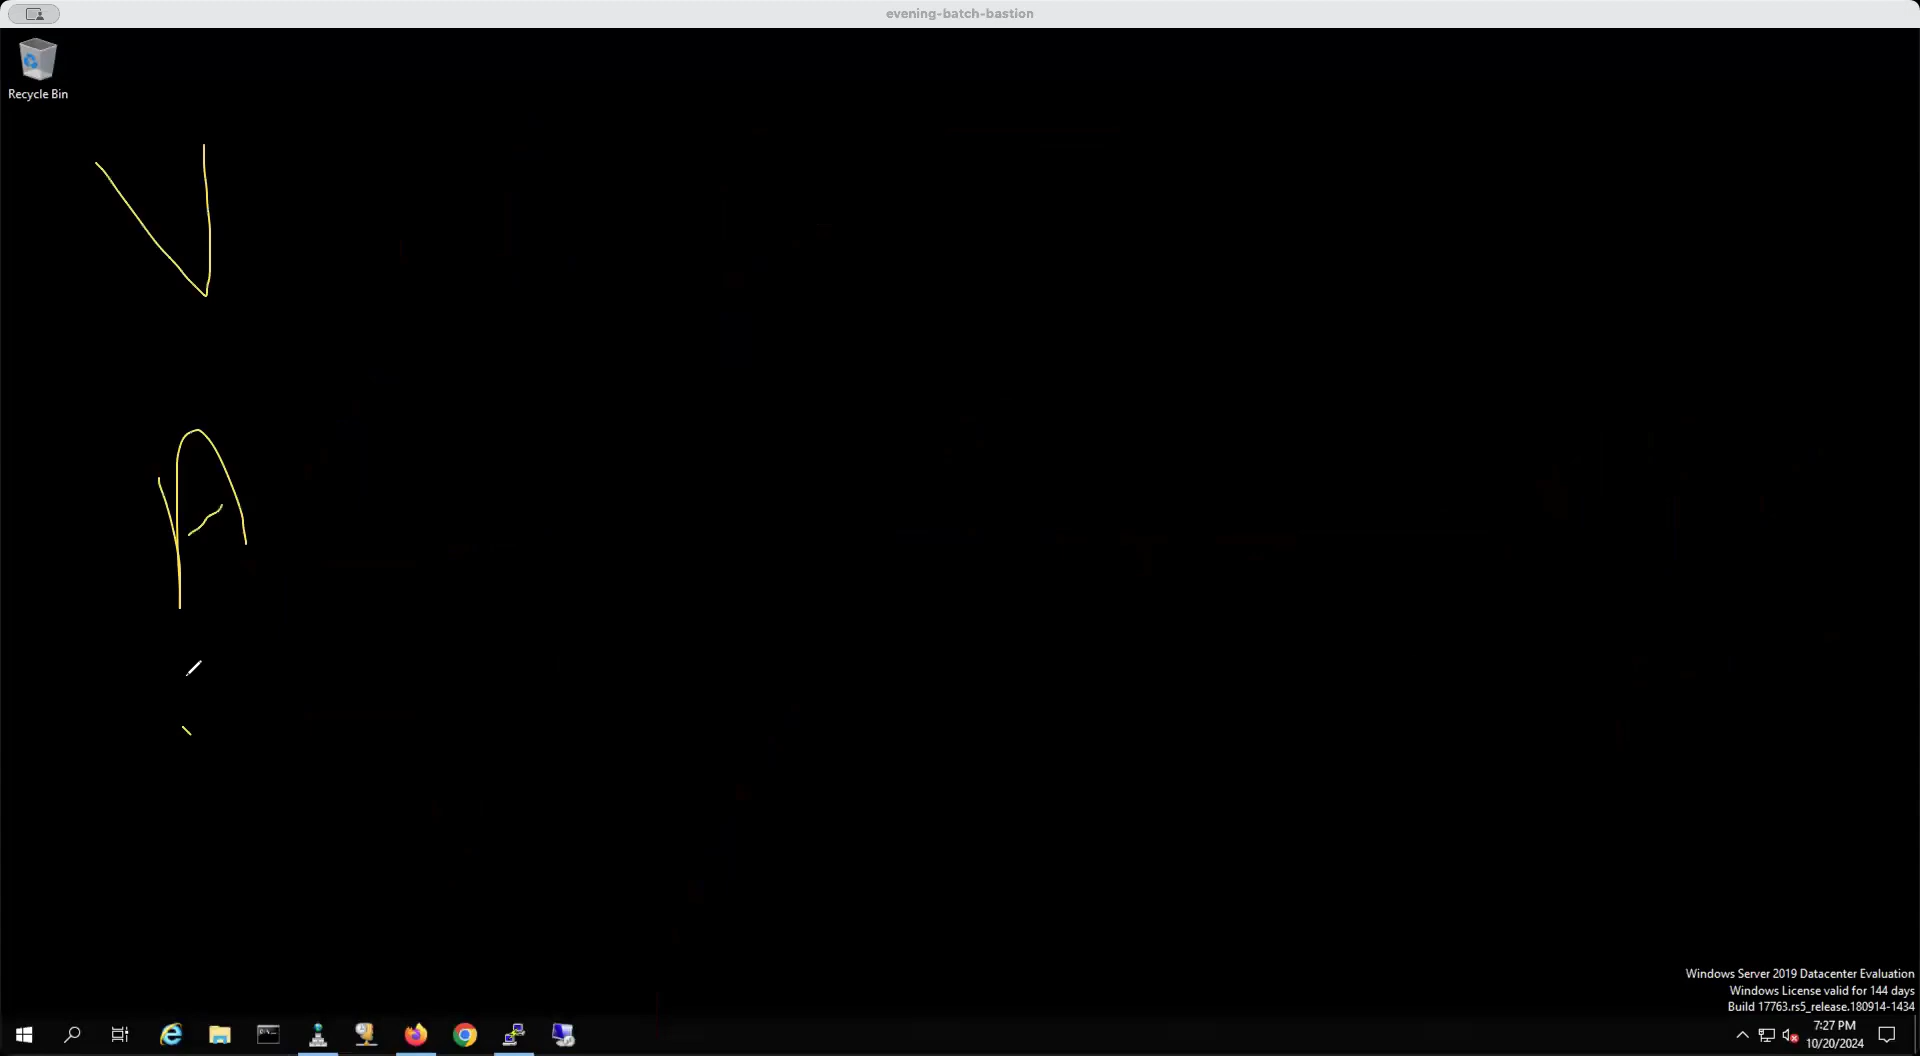 evening-batch-bastion
Recycle Bin
V
A
Windows Server 2019 Datacenter Evaluation
Windows License valid for 144 days
Build 17763.rs5_release.180914-1434
7:27 PM
10/20/2024